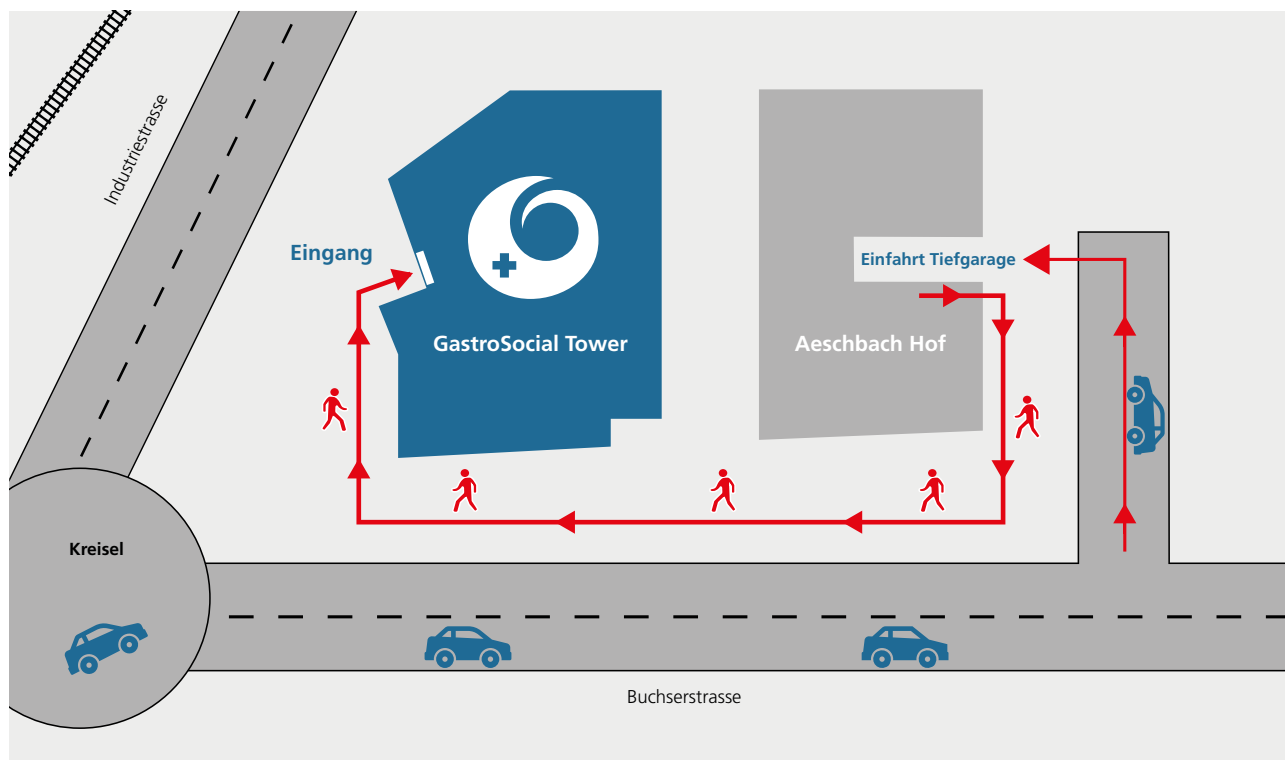 Industriestrasse
Eingang
Einfahrt Tiefgarage
GastroSocial Tower
Aeschbach Hof
Kreisel
Buchserstrasse